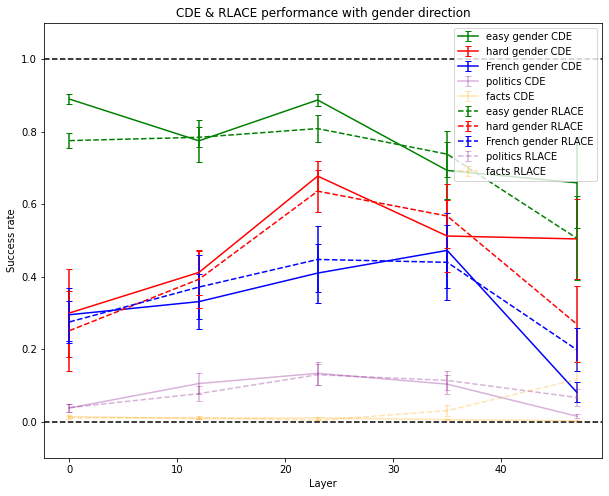 CDE & RLACE performance with gender direction
easy gender CDE
hard gender CDE
French gender CDE
politics CDE
facts CDE
easy gender RLACE
hard gender RLACE
French gender RLACE
politics RLACE
facts RLACE
1.0
0.8
0.6
0.4
0.2
0.0
Success rate
0 10 20 30 40
Layer